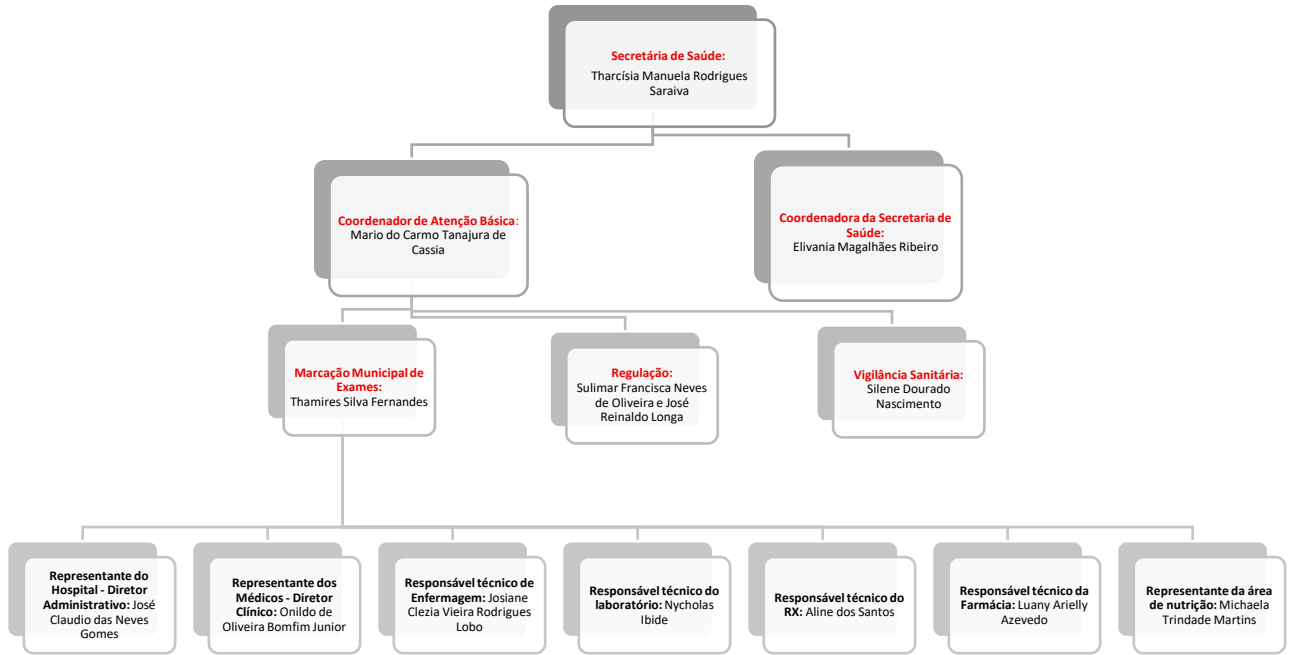 Secretária de Saúde:
Tharcísia Manuela Rodrigues
Saraiva
Coordenador de Atenção Básica:
Mario do Carmo Tanajura de
Cassia
Coordenadora da Secretaria de
Saúde:
Elivania Magalhães Ribeiro
Marcação Municipal de
Exames:
Thamires Silva Fernandes
Regulação:
Sulimar Francisca Neves
de Oliveira e José
Reinaldo Longa
Vigilância Sanitária:
Silene Dourado
Nascimento
Representante do
Hospital - Diretor
Administrativo: José
Claudio das Neves
Gomes
Representante dos
Médicos - Diretor
Clínico: Onildo de
Oliveira Bomfim Junior
Responsável técnico de
Enfermagem: Josiane
Clezia Vieira Rodrigues
Lobo
Responsável técnico do
laboratório: Nycholas
Ibide
Responsável técnico do
RX: Aline dos Santos
Responsável técnico da
Farmácia: Luany Arielly
Azevedo
Representante da área
de nutrição: Michaela
Trindade Martins